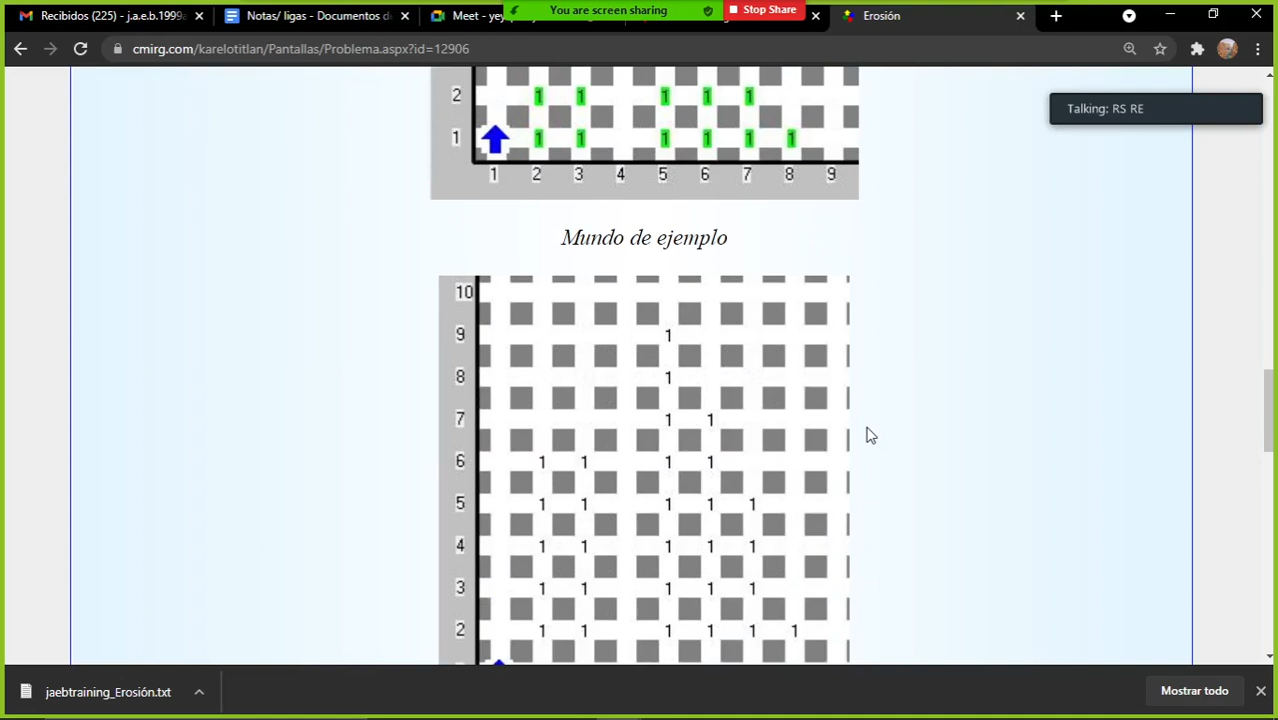 Recibidos (225) - j.a.e.b.1999
Notas/ ligas - Documentos d
Meet - yey
You are screen sharing
Stop Share
Erosión
cmirg.com/karelotitlan/Pantallas/Problema.aspx?id=12906
Talking: RS RE
2 1 1 1 1 1
1 1 1 1 1 1 1
1 2 3 4 5 6 7 8 9
Mundo de ejemplo
10
9 1
8 1
7 1 1
6 1 1 1 1
5 1 1 1 1 1
4 1 1 1 1 1
3 1 1 1 1 1
2 1 1 1 1 1 1
jaebtraining_Erosión.txt
Mostrar todo